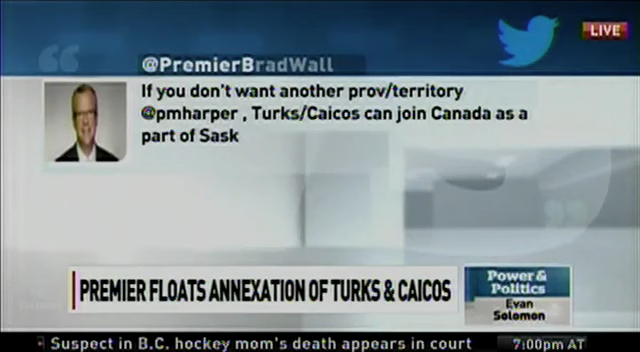 LIVE
@PremierBradWall
If you don't want another prov/territory
@pmharper , Turks/Caicos can join Canada as a
part of Sask
PREMIER FLOATS ANNEXATION OF TURKS & CAICOS
Power &
Politics
Evan
Solomon
Suspect in B.C. hockey mom's death appears in court
7:00pm AT